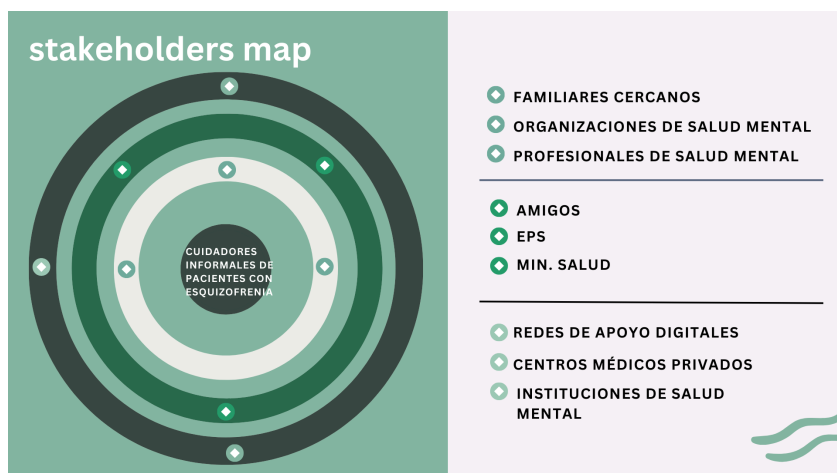 stakeholders map
CUIDADORES
INFORMALES DE
PACIENTES CON
ESQUIZOFRENIA
FAMILIARES CERCANOS
ORGANIZACIONES DE SALUD MENTAL
PROFESIONALES DE SALUD MENTAL
AMIGOS
EPS
MIN. SALUD
REDES DE APOYO DIGITALES
CENTROS MÉDICOS PRIVADOS
INSTITUCIONES DE SALUD
MENTAL